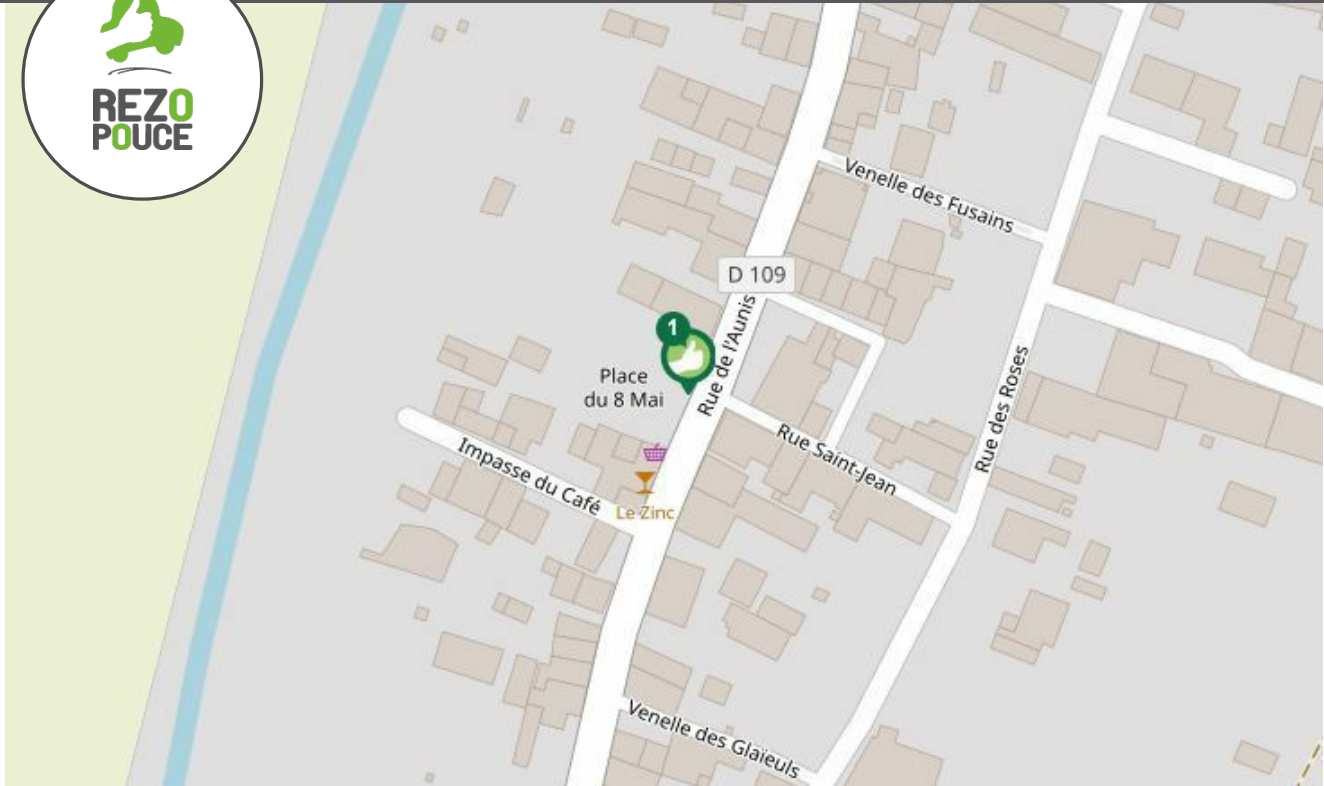 REZO
POUCE
Venelle des Fusains
D 109
1
Rue de l'Aunis
Place
du 8 Mai
Rue des Roses
Rue Saint-Jean
Impasse du Café
Le Zinc
Venelle des Glaïeuls